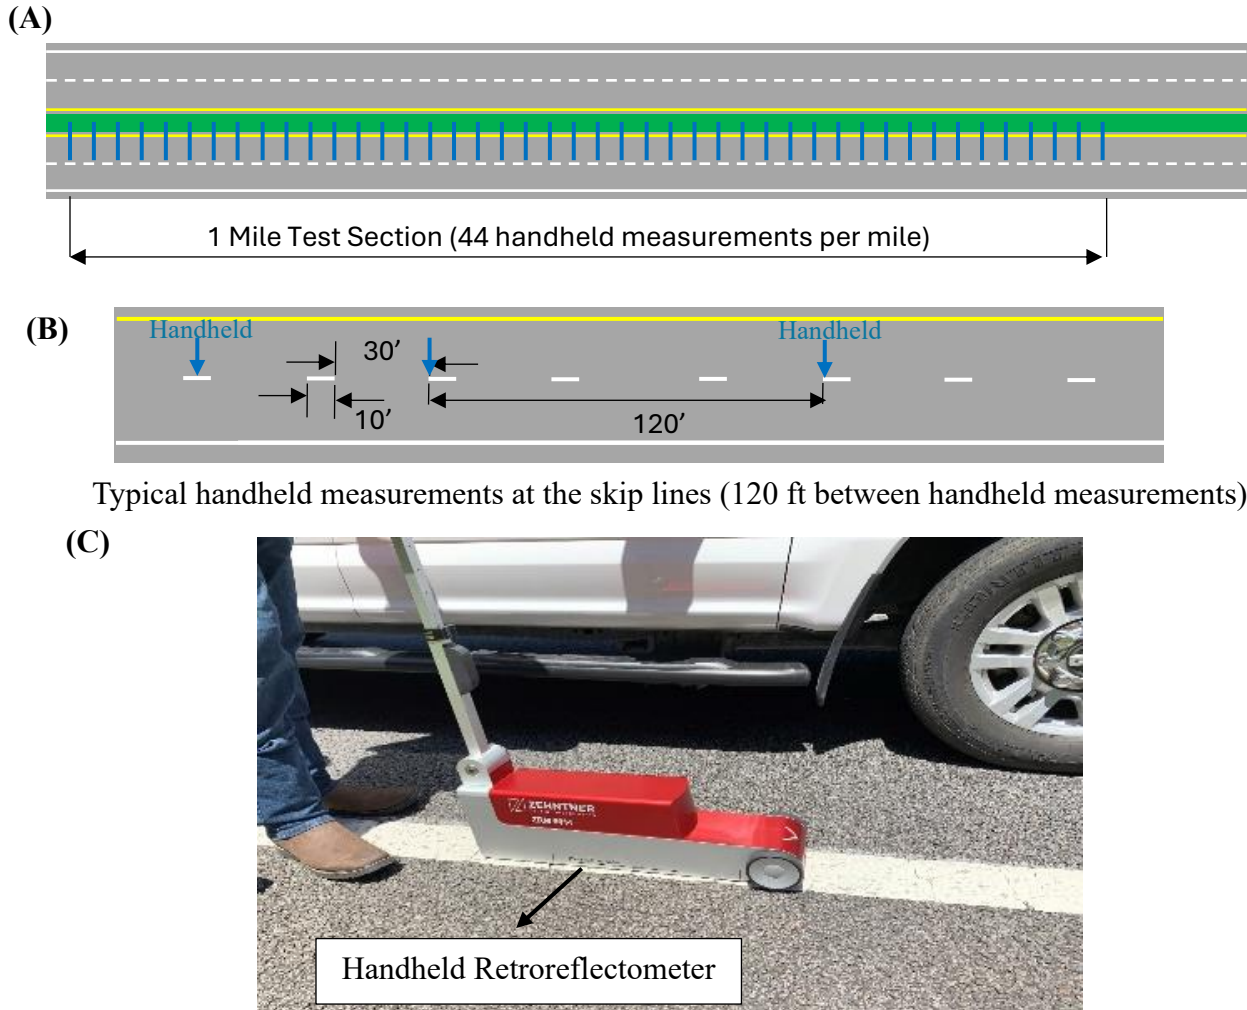 (A)
1 Mile Test Section (44 handheld measurements per mile)
(B)
Handheld
Handheld
30’
10’
120’
Typical handheld measurements at the skip lines (120 ft between handheld measurements)
(C)
ZEHNTNER
Handheld Retroreflectometer